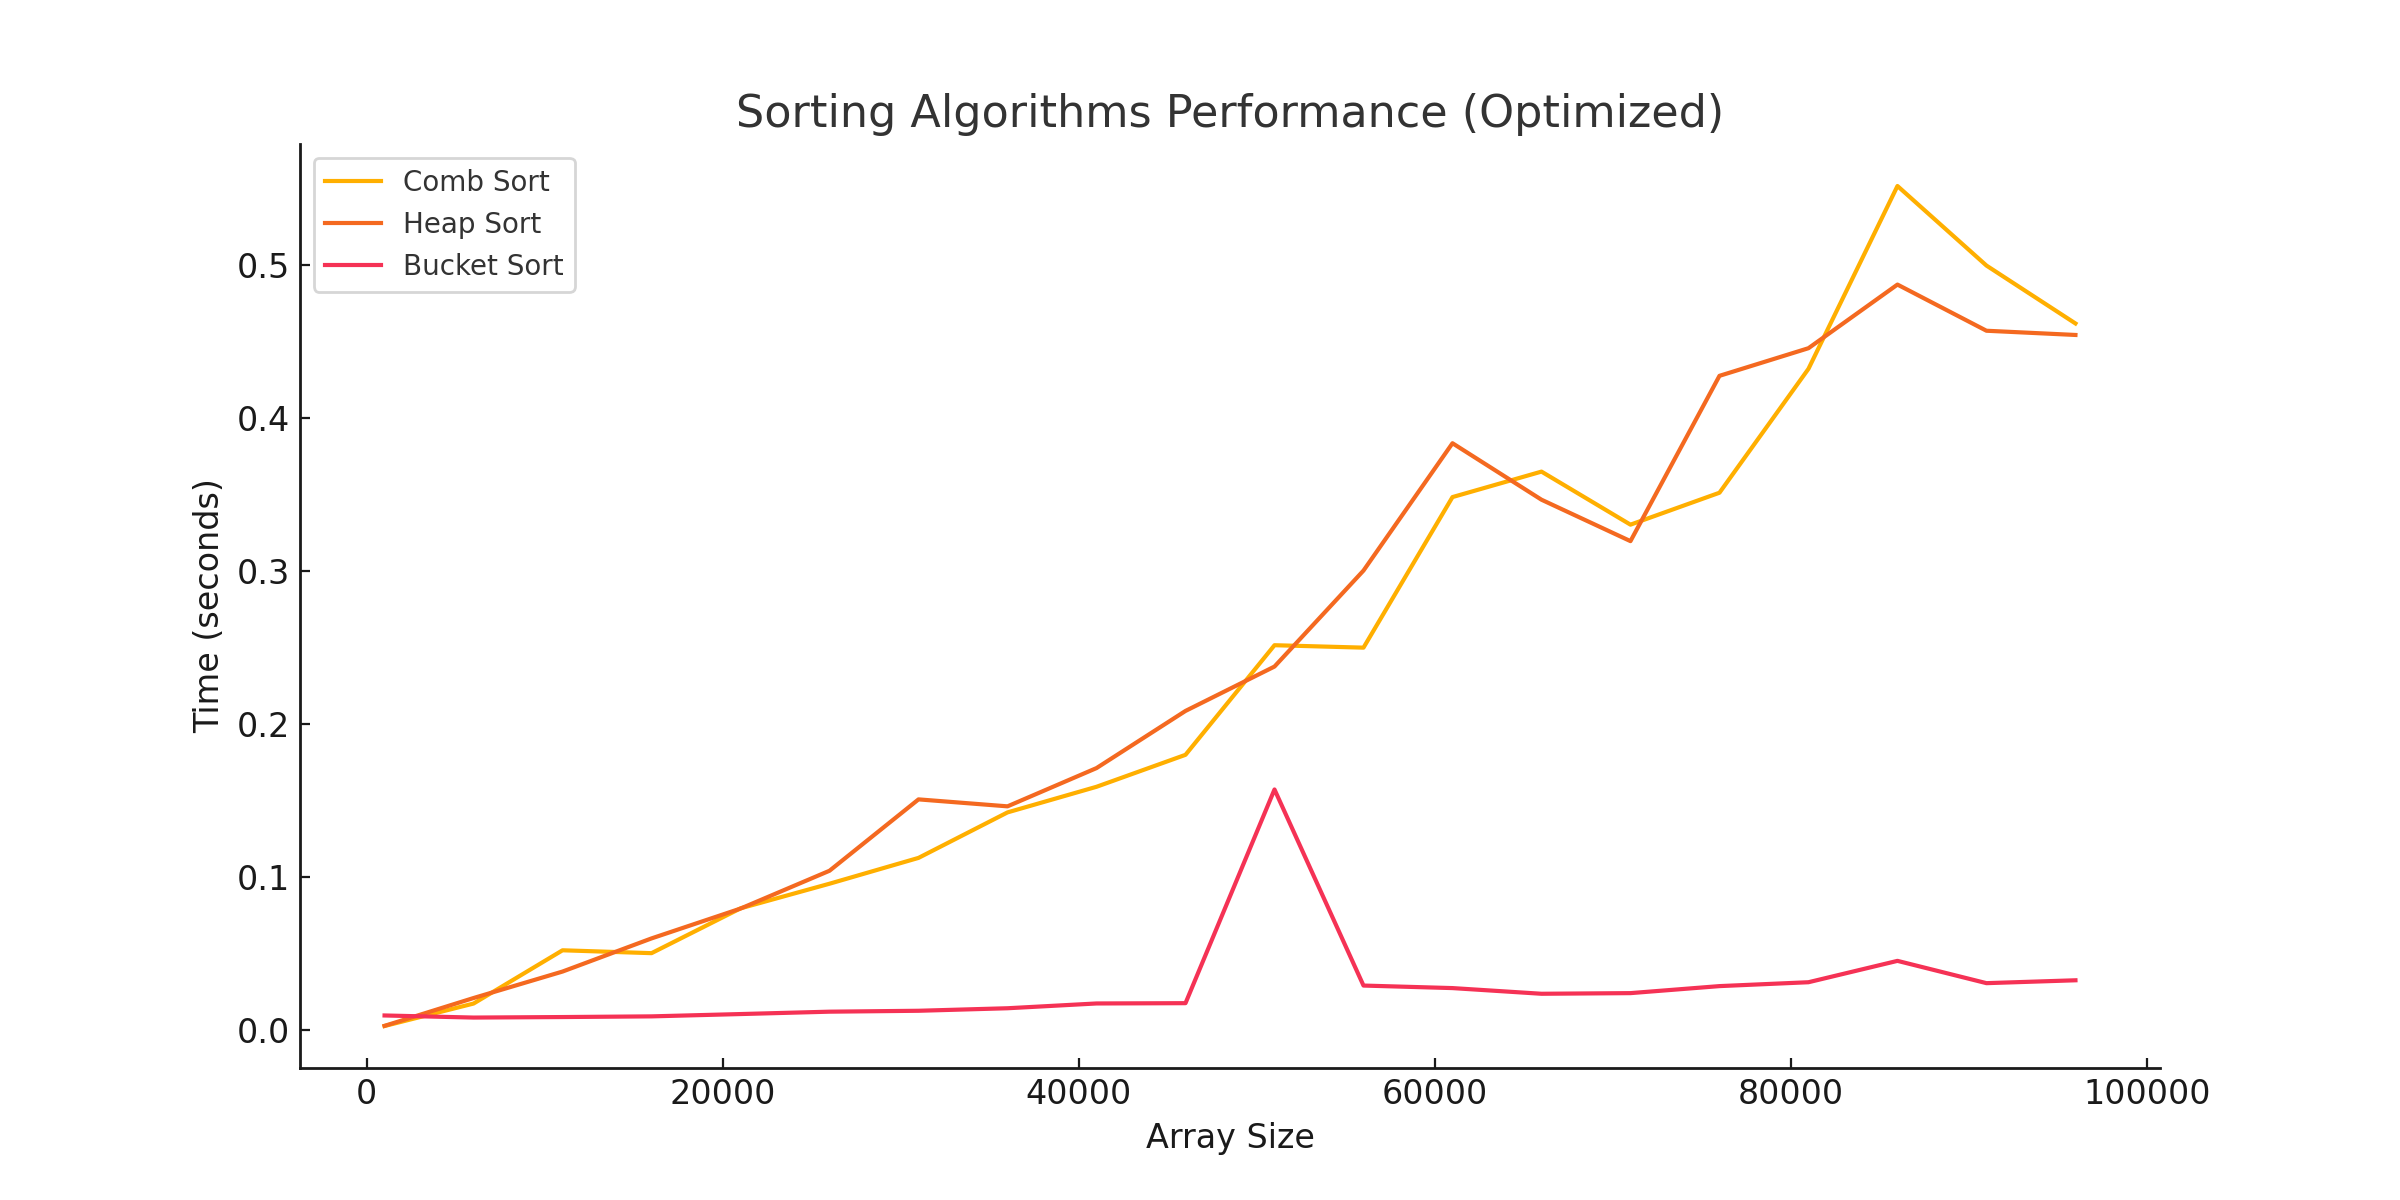 Sorting Algorithms Performance (Optimized)
Comb Sort
Heap Sort
Bucket Sort
0.5
0.4
0.3
0.2
0.1
0.0
Time (seconds)
0 20000 40000 60000 80000 100000
Array Size